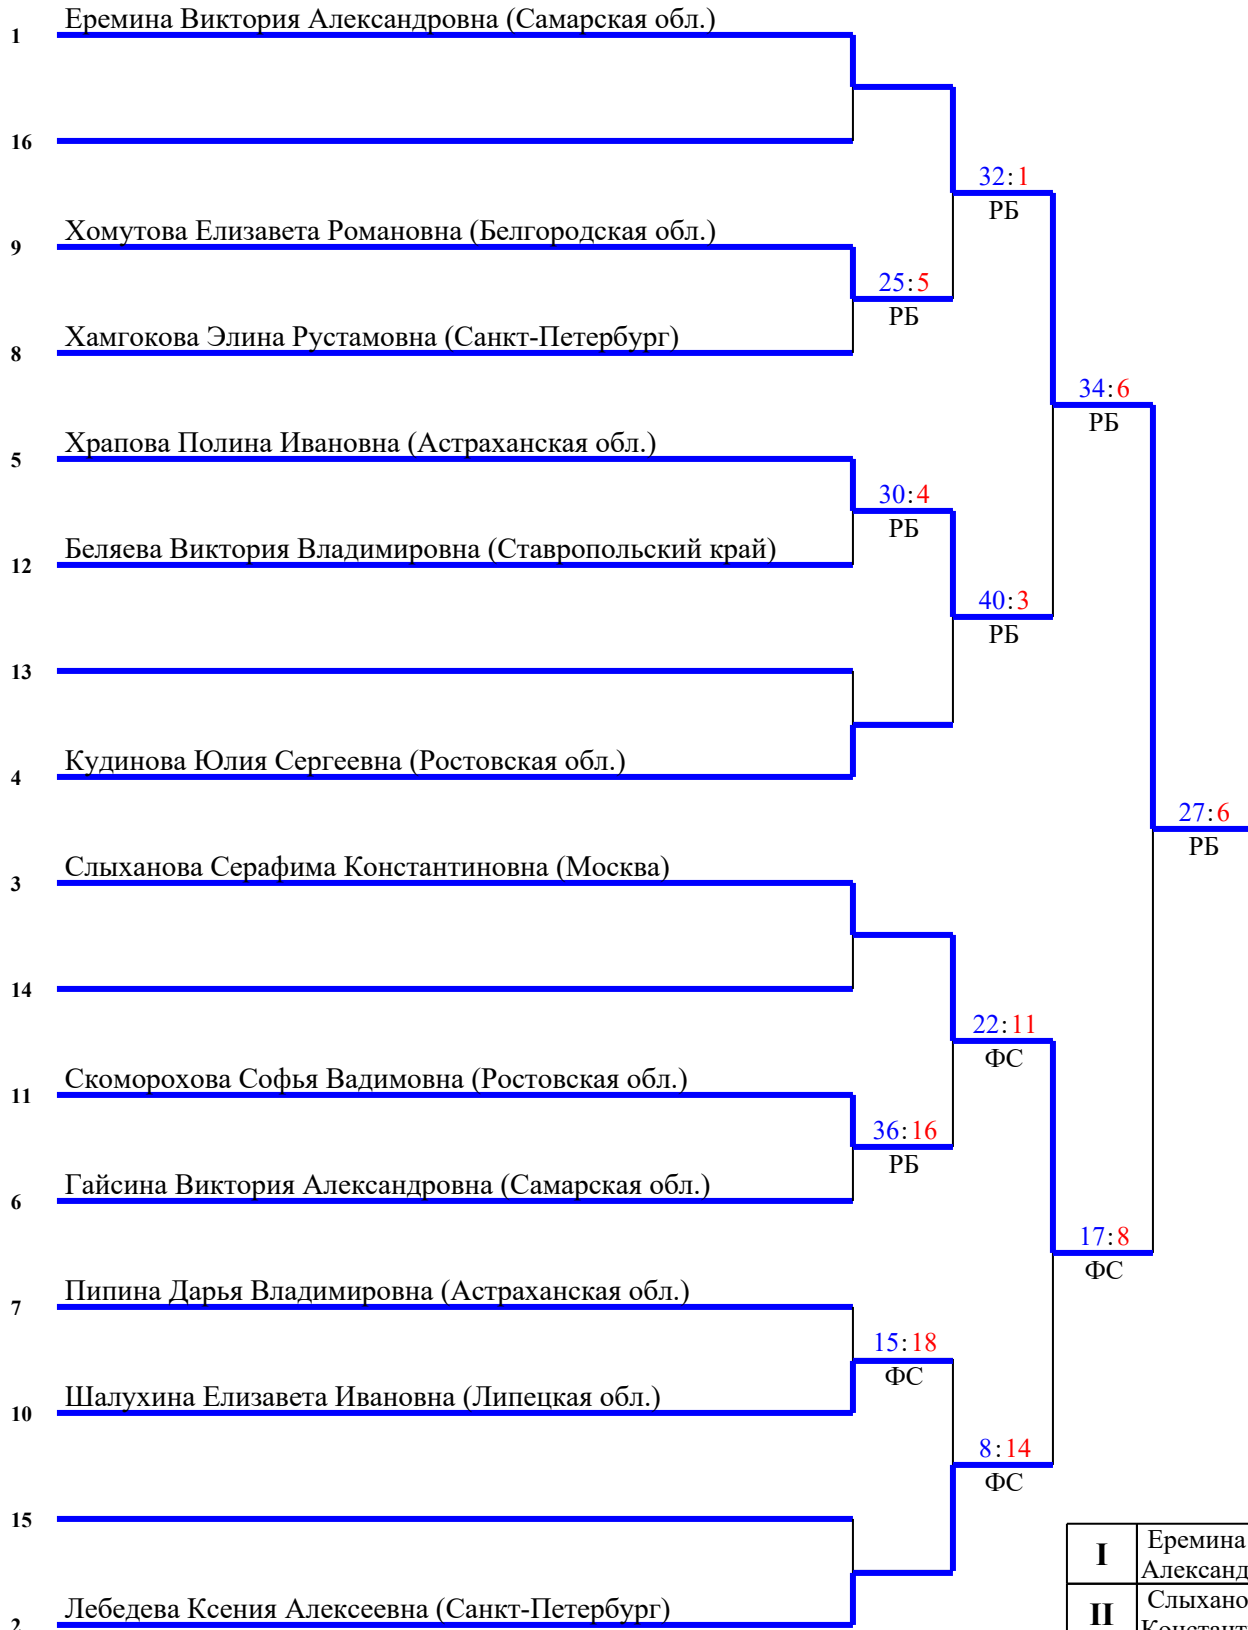 Еремина Виктория Александровна (Самарская обл.)
1
16
32:1
РБ
Хомутова Елизавета Романовна (Белгородская обл.)
9
25:5
РБ
Хамгокова Элина Рустамовна (Санкт-Петербург)
8
34:6
РБ
Храпова Полина Ивановна (Астраханская обл.)
5
30:4
РБ
Беляева Виктория Владимировна (Ставропольский край)
12
40:3
РБ
13
Кудинова Юлия Сергеевна (Ростовская обл.)
4
27:6
РБ
Слыханова Серафима Константиновна (Москва)
3
14
22:11
ФС
Скоморохова Софья Вадимовна (Ростовская обл.)
11
36:16
РБ
Гайсина Виктория Александровна (Самарская обл.)
6
17:8
ФС
Пипина Дарья Владимировна (Астраханская обл.)
7
15:18
ФС
Шалухина Елизавета Ивановна (Липецкая обл.)
10
8:14
ФС
15
Лебедева Ксения Алексеевна (Санкт-Петербург)
2
I
Еремина
Александ
II
Слыхано
Констант